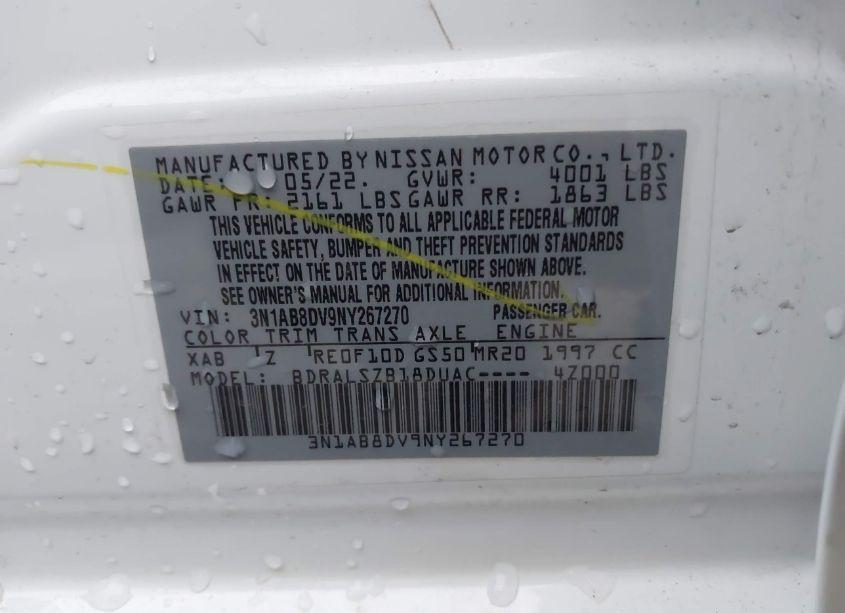 MANUFACTURED BY NISSAN MOTOR CO., LTD.
DATE: 05/22. GVWR: 4001 LBS
GAWR FR: 2161 LBS GAWR RR: 1863 LBS
THIS VEHICLE CONFORMS TO ALL APPLICABLE FEDERAL MOTOR
VEHICLE SAFETY, BUMPER AND THEFT PREVENTION STANDARDS
IN EFFECT ON THE DATE OF MANUFACTURE SHOWN ABOVE.
SEE OWNER'S MANUAL FOR ADDITIONAL INFORMATION.
VIN: 3N1AB8DV9NY267270 PASSENGER CAR.
COLOR TRIM TRANS AXLE ENGINE
XAB Z RE0F10D GS50 MR20 1997 CC
MODEL: BDRALSZB18DUAC---- 4Z000
3N1AB8DV9NY267270